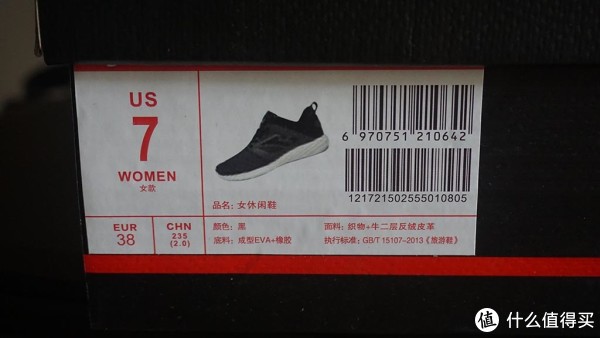 US
7
WOMEN
女款
EUR
38
CHN
235
(2.0)
6 970751 210642
121721502555010805
品名: 女休闲鞋
颜色: 黑
面料: 织物+牛二层反绒皮革
底料: 成型EVA+橡胶
执行标准: GB/T 15107-2013《旅游鞋》
值 什么值得买